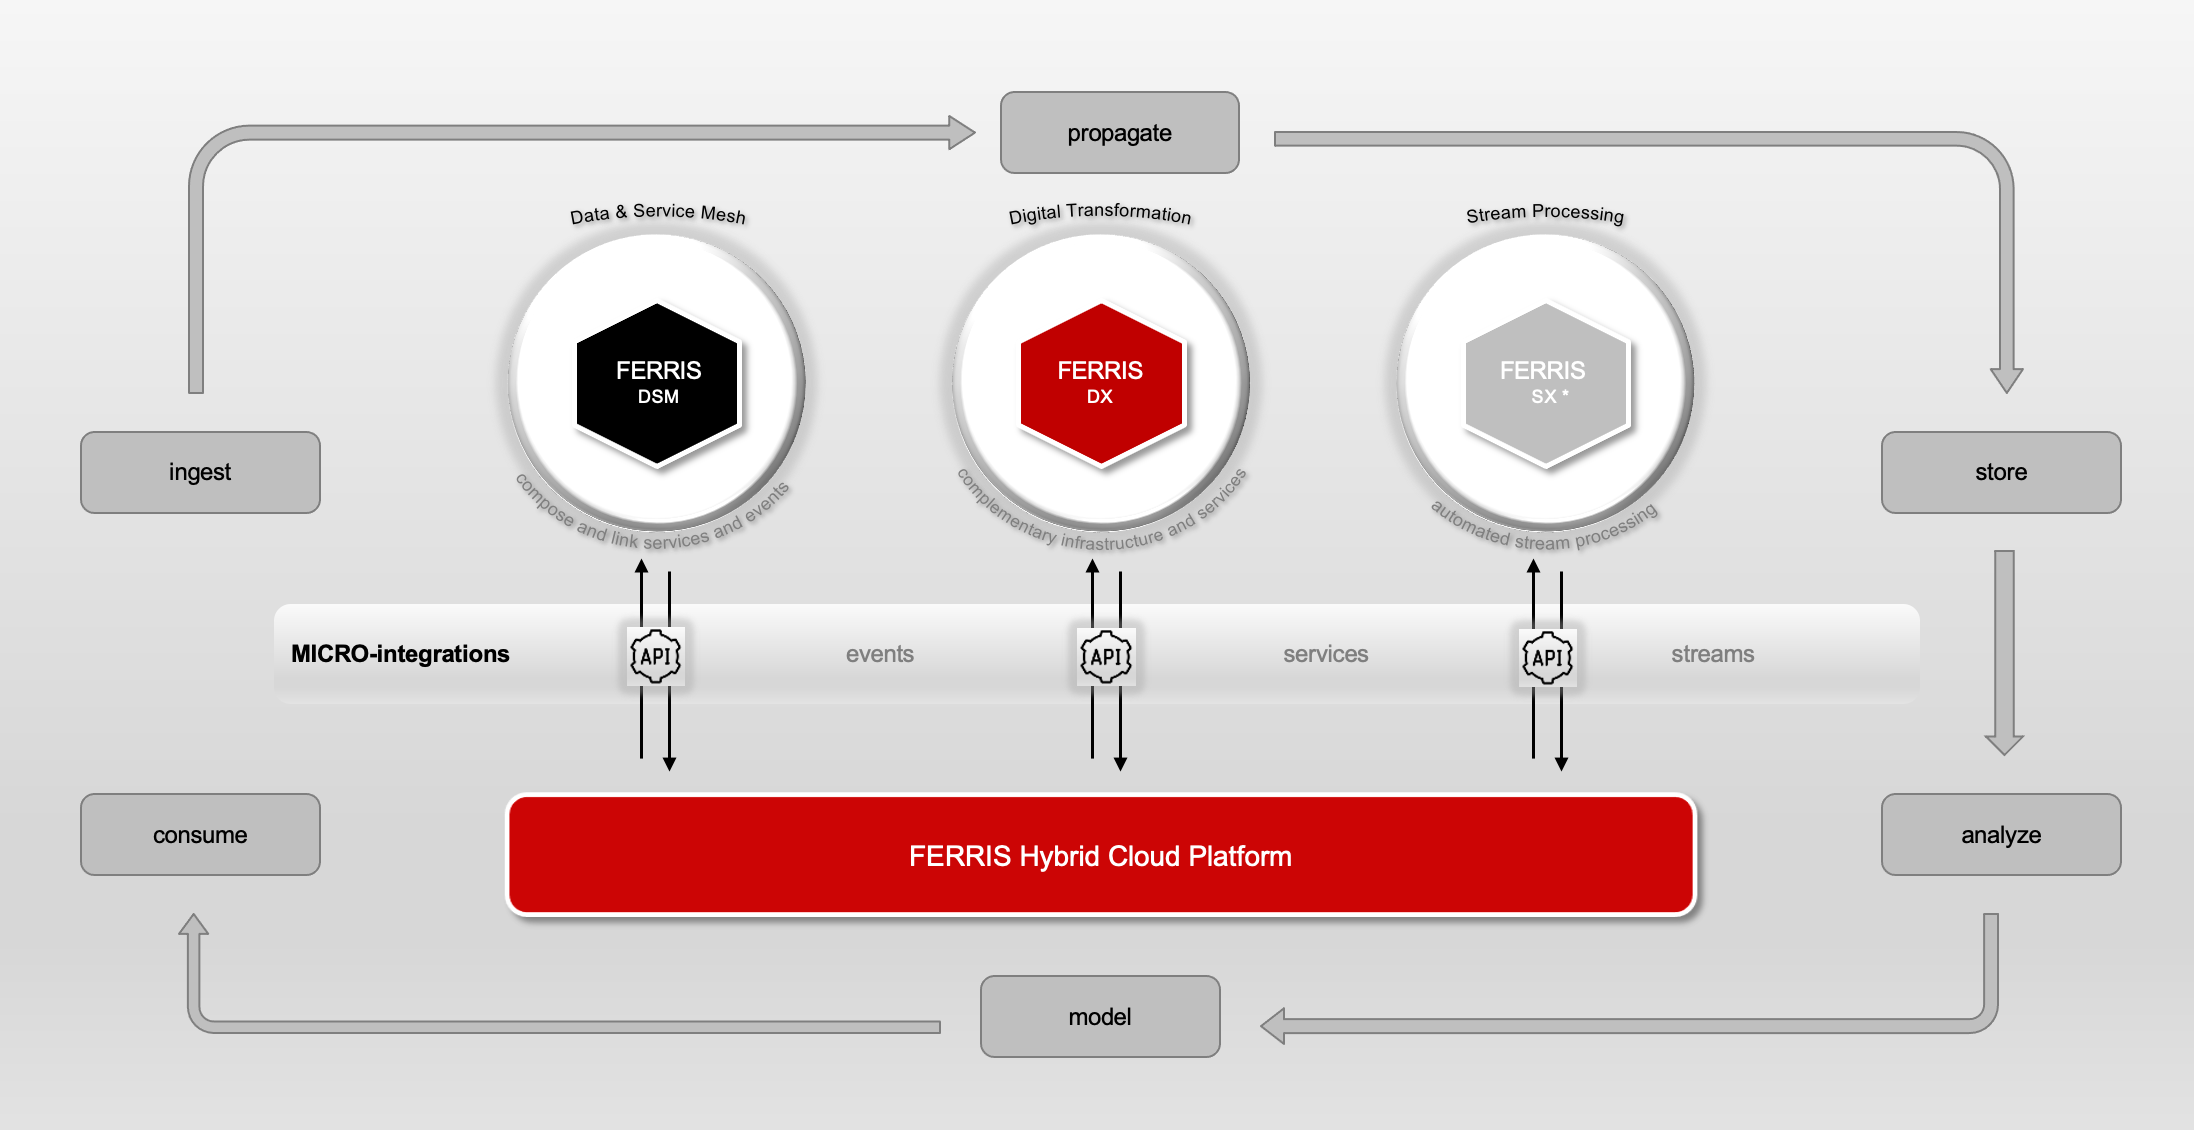 propagate
Data & Service Mesh
Digital Transformation
Stream Processing
FERRIS
DSM
FERRIS
DX
FERRIS
SX *
ingest
store
compose and link services and events
complementary infrastructure and services
automated stream processing
MICRO-integrations
API
events
API
services
API
streams
consume
FERRIS Hybrid Cloud Platform
analyze
model